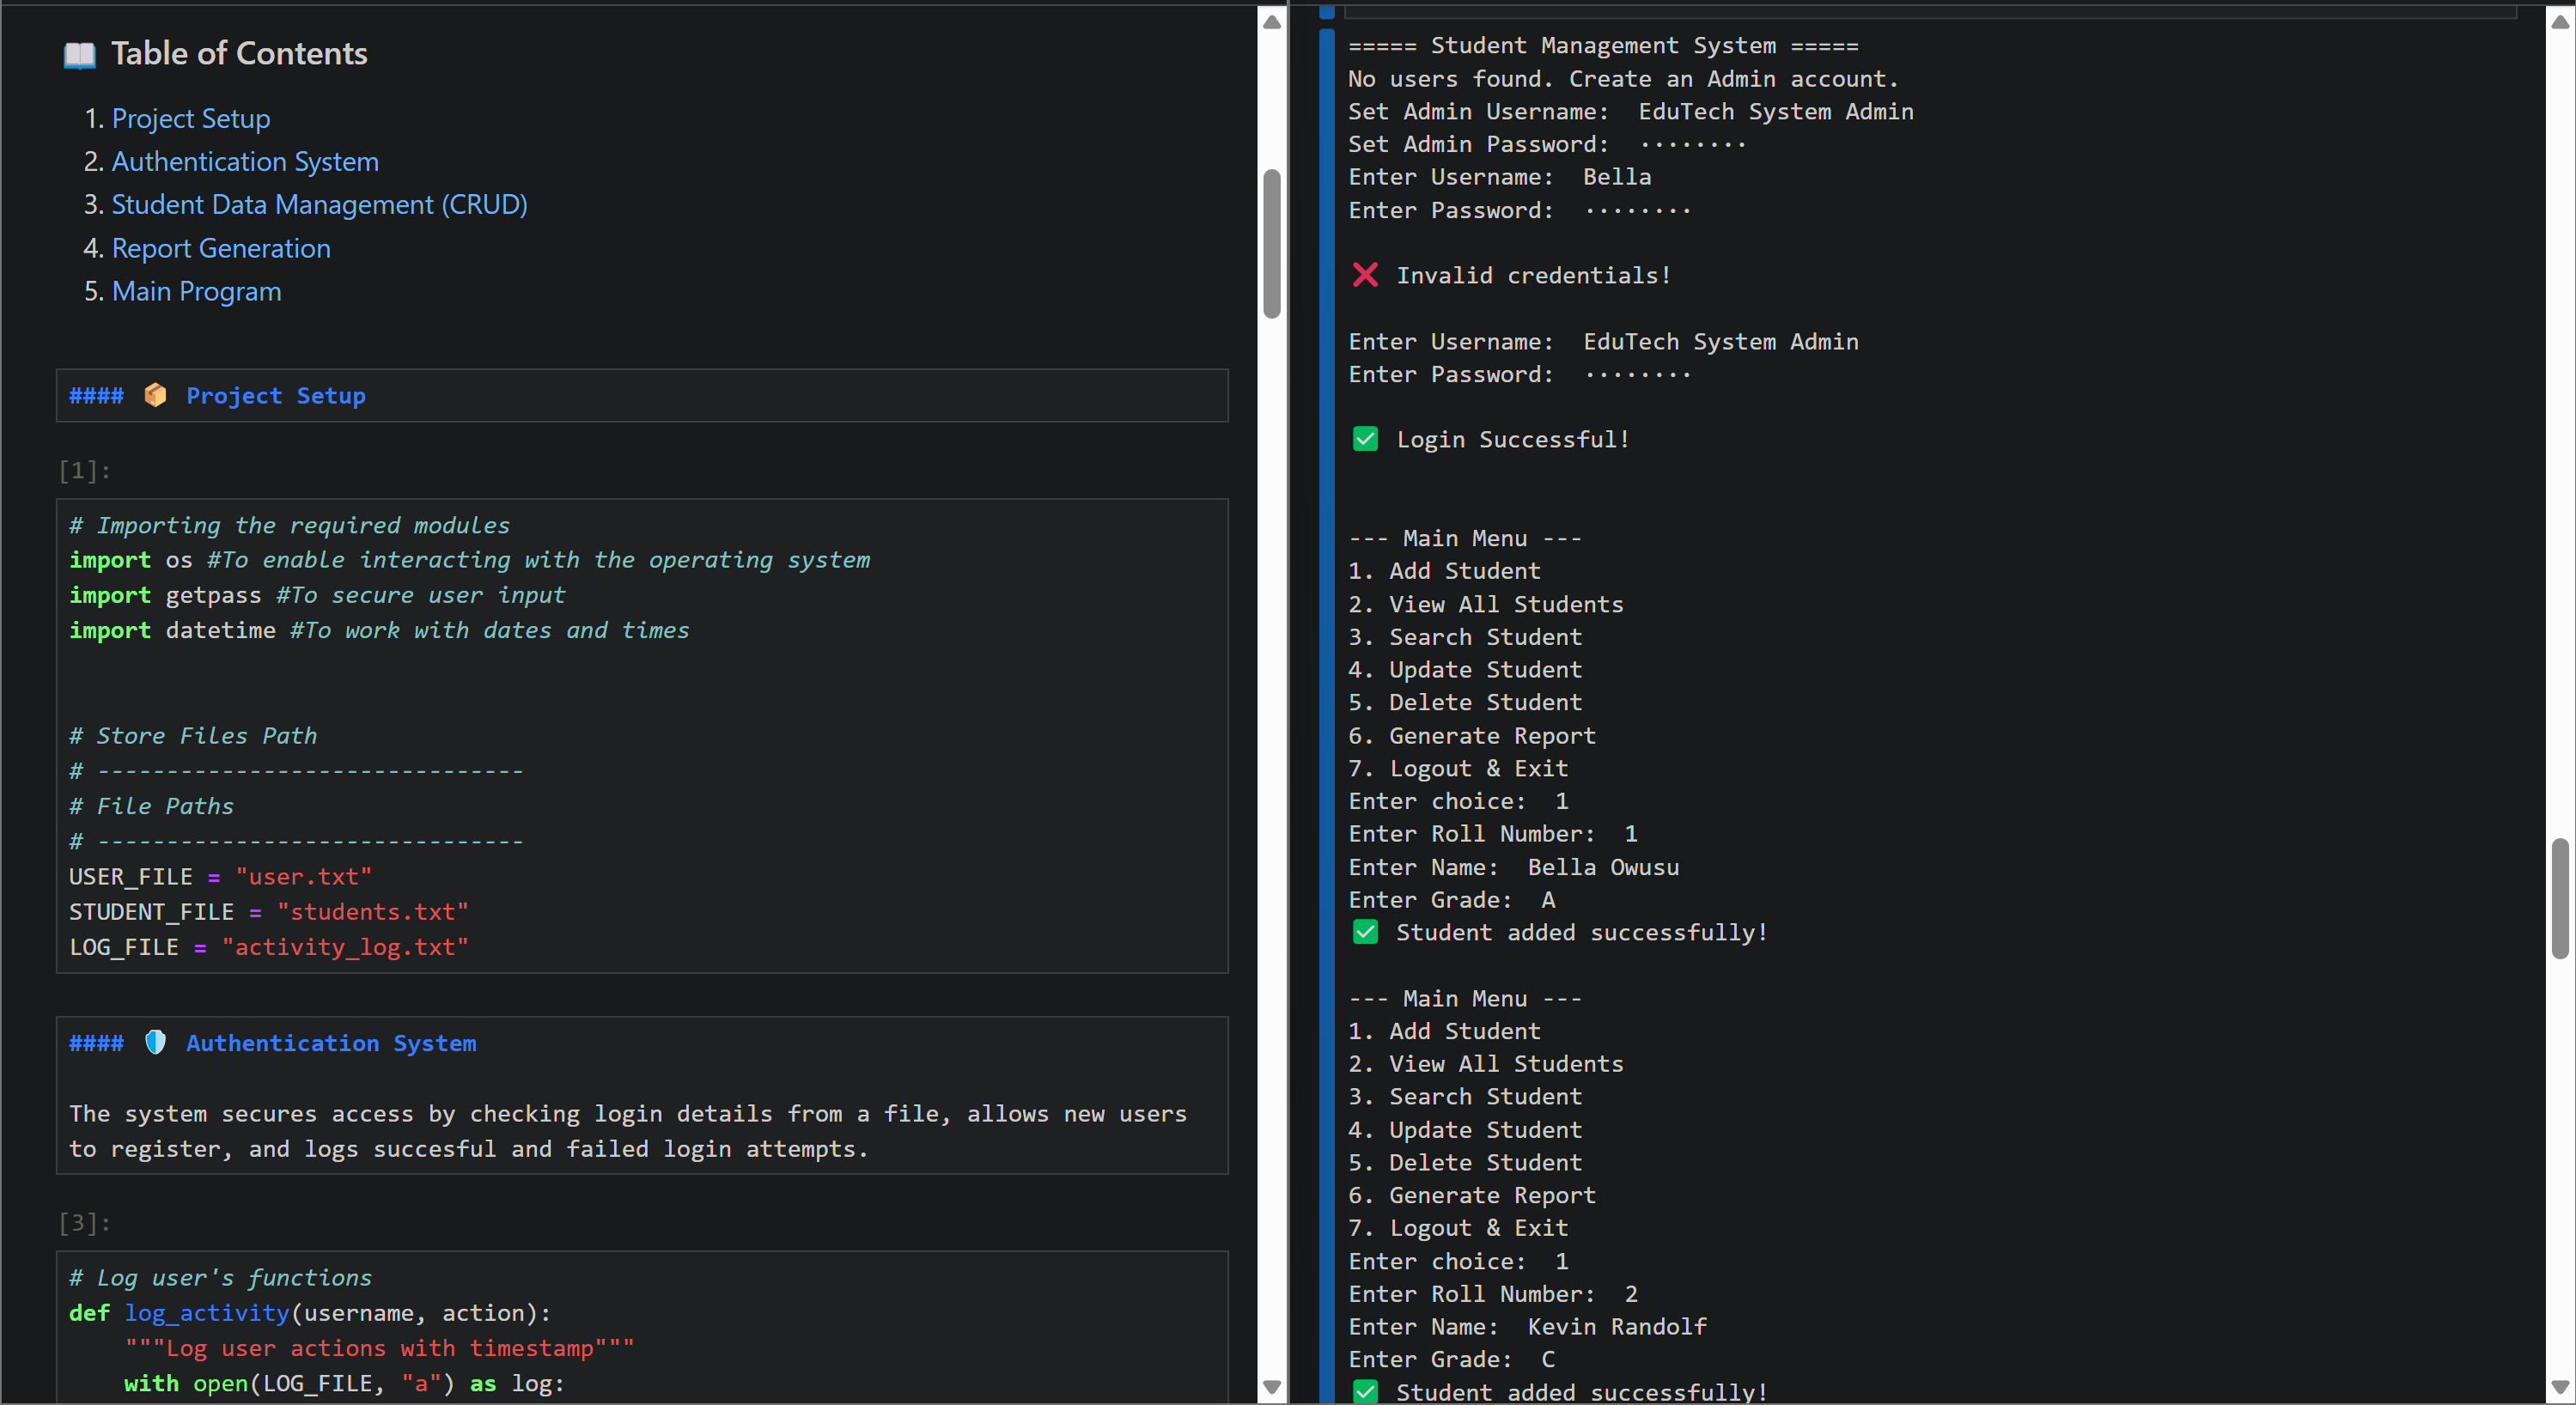 📖 Table of Contents
1. Project Setup
2. Authentication System
3. Student Data Management (CRUD)
4. Report Generation
5. Main Program
#### 📦 Project Setup
[1]:
# Importing the required modules
import os #To enable interacting with the operating system
import getpass #To secure user input
import datetime #To work with dates and times
# Store Files Path
# -------------------------------
# File Paths
# -------------------------------
USER_FILE = "user.txt"
STUDENT_FILE = "students.txt"
LOG_FILE = "activity_log.txt"
#### 🛡️ Authentication System
The system secures access by checking login details from a file, allows new users
to register, and logs succesful and failed login attempts.
[3]:
# Log user's functions
def log_activity(username, action):
    """Log user actions with timestamp"""
    with open(LOG_FILE, "a") as log:
===== Student Management System =====
No users found. Create an Admin account.
Set Admin Username:  EduTech System Admin
Set Admin Password:  ········
Enter Username:  Bella
Enter Password:  ········
❌ Invalid credentials!
Enter Username:  EduTech System Admin
Enter Password:  ········
✅ Login Successful!
--- Main Menu ---
1. Add Student
2. View All Students
3. Search Student
4. Update Student
5. Delete Student
6. Generate Report
7. Logout & Exit
Enter choice:  1
Enter Roll Number:  1
Enter Name:  Bella Owusu
Enter Grade:  A
✅ Student added successfully!
--- Main Menu ---
1. Add Student
2. View All Students
3. Search Student
4. Update Student
5. Delete Student
6. Generate Report
7. Logout & Exit
Enter choice:  1
Enter Roll Number:  2
Enter Name:  Kevin Randolf
Enter Grade:  C
✅ Student added successfully!